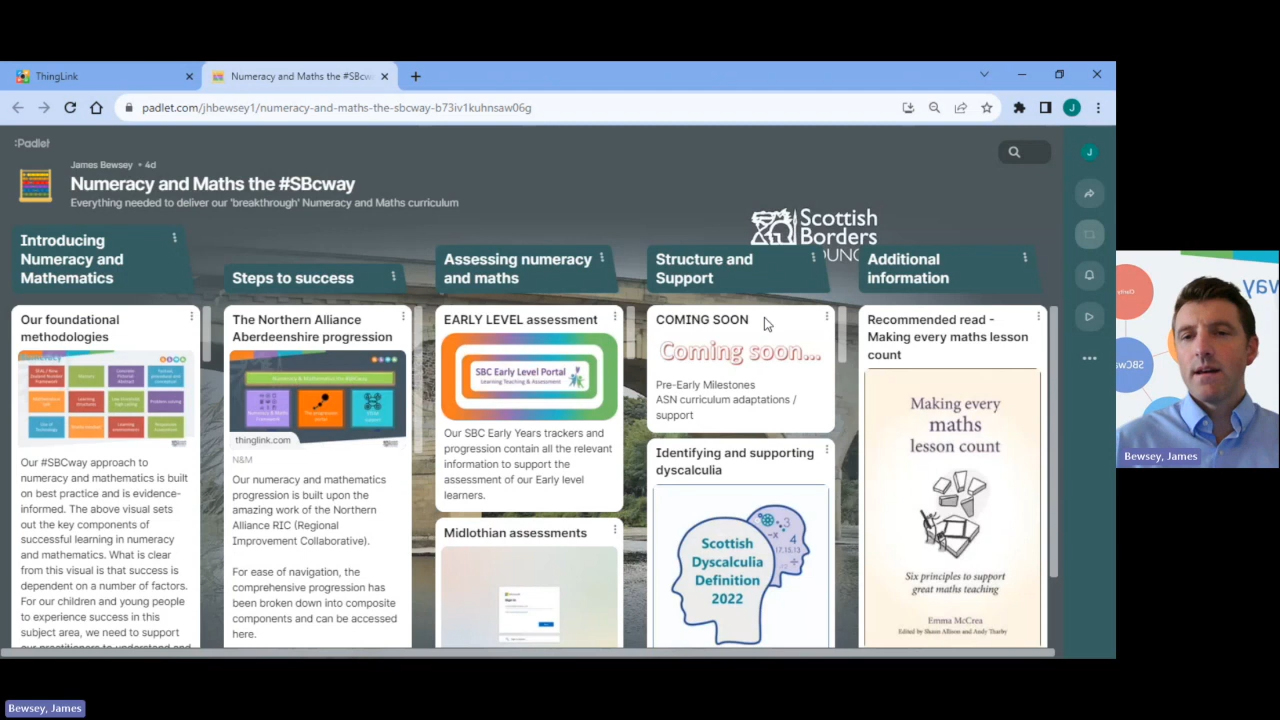 ThingLink
Numeracy and Maths the #SBcw
padlet.com/jhbewsey1/numeracy-and-maths-the-sbcway-b73iv1kuhnsaw06g
J
:Padlet
James Bewsey • 4d
Numeracy and Maths the #SBcway
Everything needed to deliver our 'breakthrough' Numeracy and Maths curriculum
J
Scottish
Borders
Introducing
Numeracy and
Mathematics
Our foundational
methodologies
Our #SBCway approach to
numeracy and mathematics is built
on best practice and is evidence-
informed. The above visual sets
out the key components of
successful learning in numeracy
and mathematics. What is clear
from this visual is that success is
dependent on a number of factors.
For our children and young people
to experience success in this
subject area, we need to support
our practitioners to understand and
Steps to success
The Northern Alliance
Aberdeenshire progression
thinglink.com
N&M
Our numeracy and mathematics
progression is built upon the
amazing work of the Northern
Alliance RIC (Regional
Improvement Collaborative).
For ease of navigation, the
comprehensive progression has
been broken down into composite
components and can be accessed
here.
Assessing numeracy
and maths
EARLY LEVEL assessment
SBC Early Level Portal
Learning Teaching & Assessment
Our SBC Early Years trackers and
progression contain all the relevant
information to support the
assessment of our Early level
learners.
Midlothian assessments
Structure and
Support
COMING SOON
Coming soon...
Pre-Early Milestones
ASN curriculum adaptations /
support
Identifying and supporting
dyscalculia
Scottish
Dyscalculia
Definition
2022
Additional
information
Recommended read -
Making every maths lesson
count
Making every
maths
lesson count
Six principles to support
great maths teaching
Emma McCrea
Edited by Shaun Allison and Andy Tharby
Bewsey, James
Bewsey, James